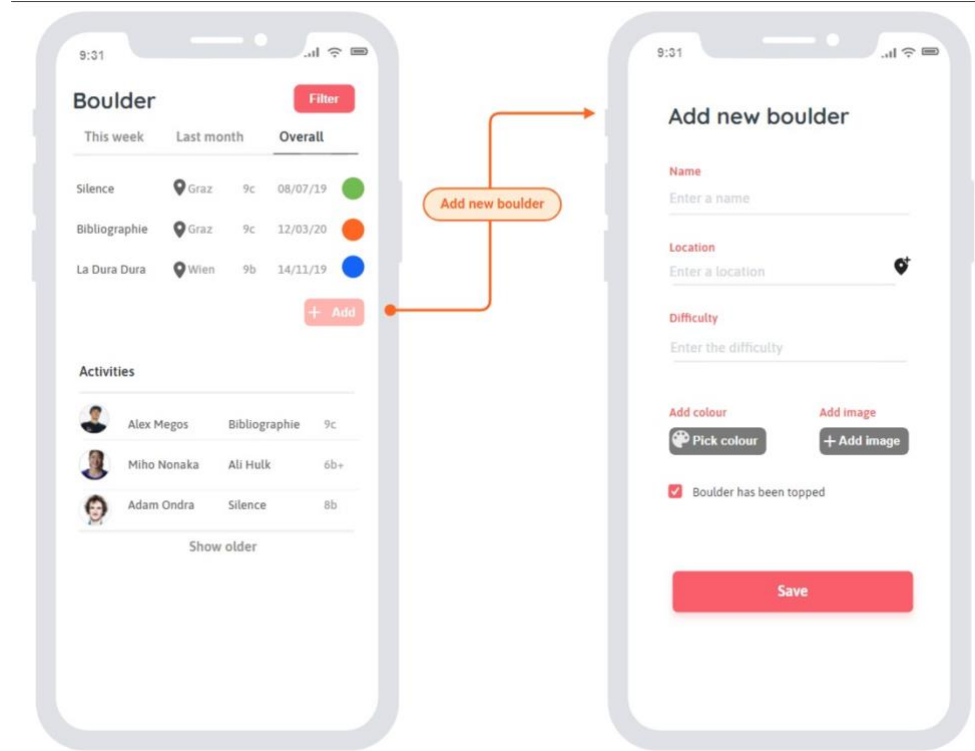 9:31
Boulder
Filter
This week Last month Overall
Silence Graz 9c 08/07/19
Bibliographie Graz 9c 12/03/20
La Dura Dura Wien 9b 14/11/19
+ Add
Activities
Alex Megos Bibliographie 9c
Miho Nonaka Ali Hulk 6b+
Adam Ondra Silence 8b
Show older
Add new boulder
9:31
Add new boulder
Name
Enter a name
Location
Enter a location
Difficulty
Enter the difficulty
Add colour Add image
Pick colour + Add image
Boulder has been topped
Save